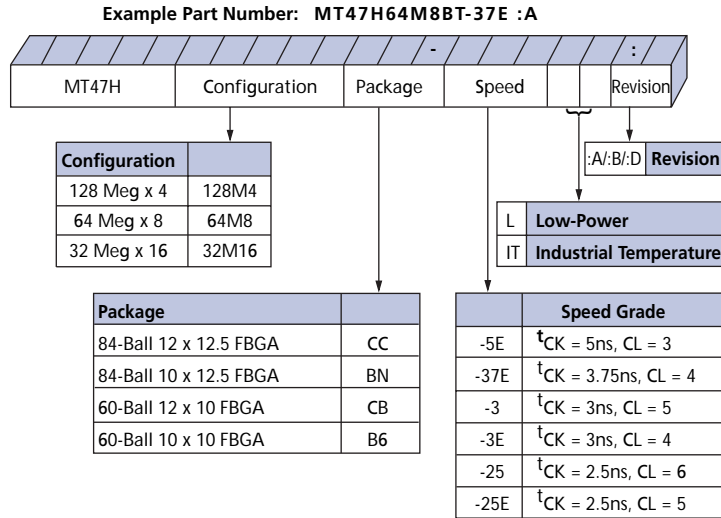 Example Part Number: MT47H64M8BT-37E :A
- :
MT47H Configuration Package Speed Revision
Configuration
128 Meg x 4 128M4
64 Meg x 8 64M8
32 Meg x 16 32M16
:A/:B/:D Revision
L Low-Power
IT Industrial Temperature
Package
84-Ball 12 x 12.5 FBGA CC
84-Ball 10 x 12.5 FBGA BN
60-Ball 12 x 10 FBGA CB
60-Ball 10 x 10 FBGA B6
Speed Grade
-5E tCK = 5ns, CL = 3
-37E tCK = 3.75ns, CL = 4
-3 tCK = 3ns, CL = 5
-3E tCK = 3ns, CL = 4
-25 tCK = 2.5ns, CL = 6
-25E tCK = 2.5ns, CL = 5